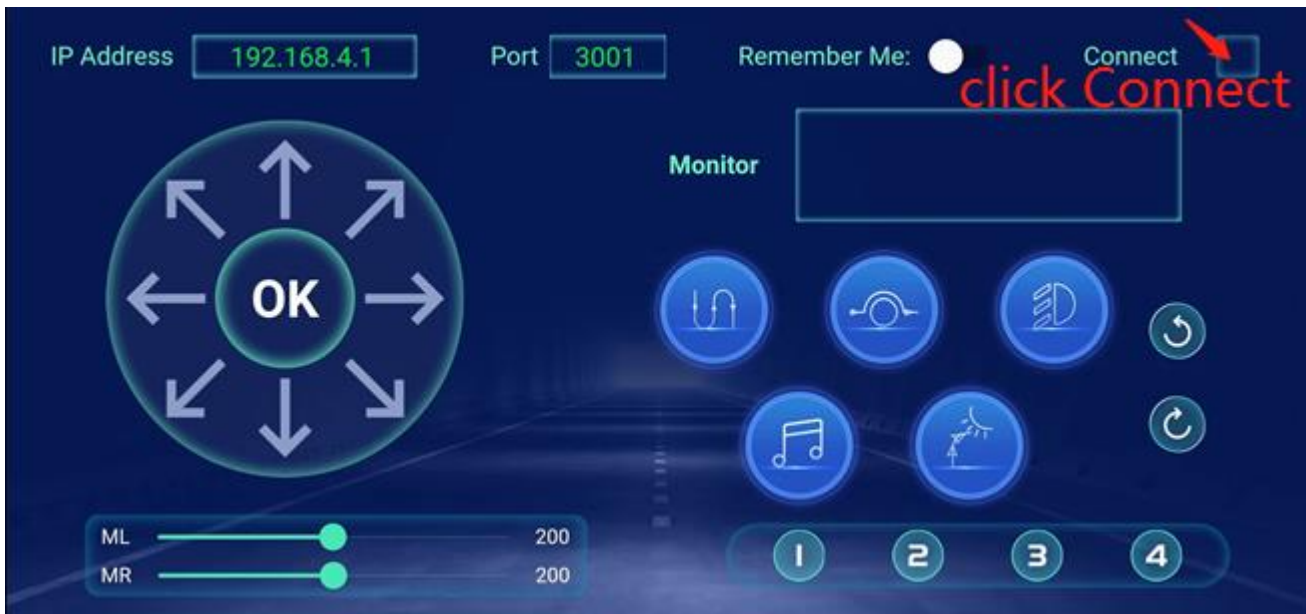 IP Address 192.168.4.1 Port 3001 Remember Me: Connect
click Connect
Monitor
OK
ML 200
MR 200
1 2 3 4